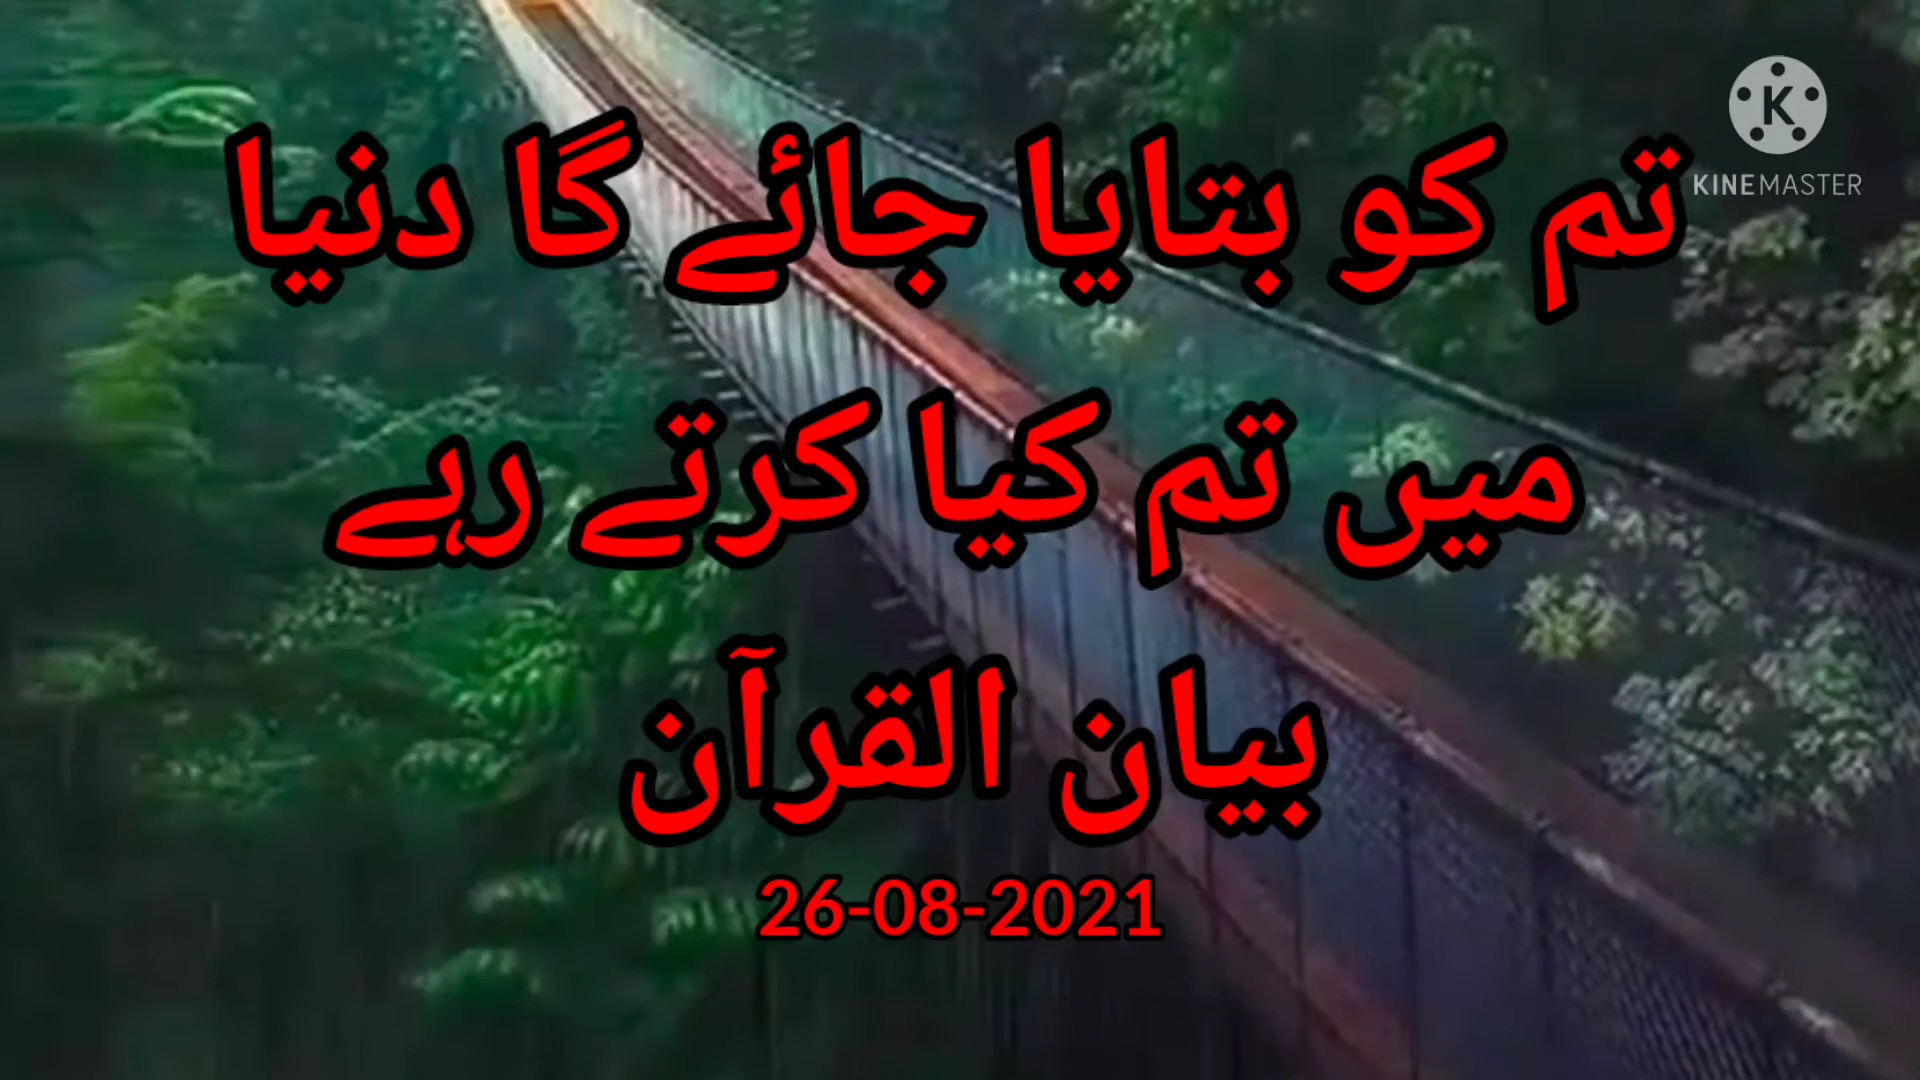 تم کو بتایا جائے گا دنیا
میں تم کیا کرتے رہے
بیان القرآن
26-08-2021
K
KINEMASTER